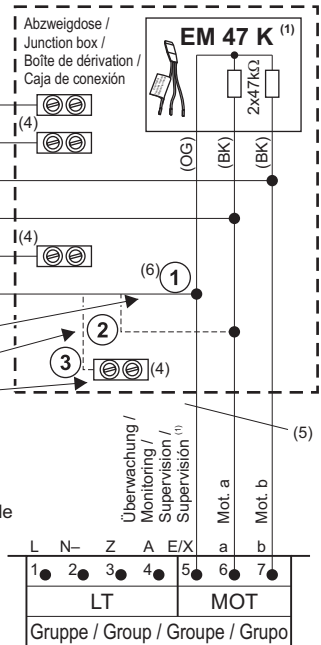 Abzweigdose /
Junction box /
Boîte de dérivation /
Caja de conexión
EM 47 K (1)
2x47kΩ
(OG)
(BK)
(BK)
(4)
(4)
(6)
1
2
3
(4)
(5)
Überwachung /
Monitoring /
Supervision /
Supervisión (1)
Mot. a
Mot. b
le
L N– Z A E/X a b
1 2 3 4 5 6 7
LT MOT
Gruppe / Group / Groupe / Grupo